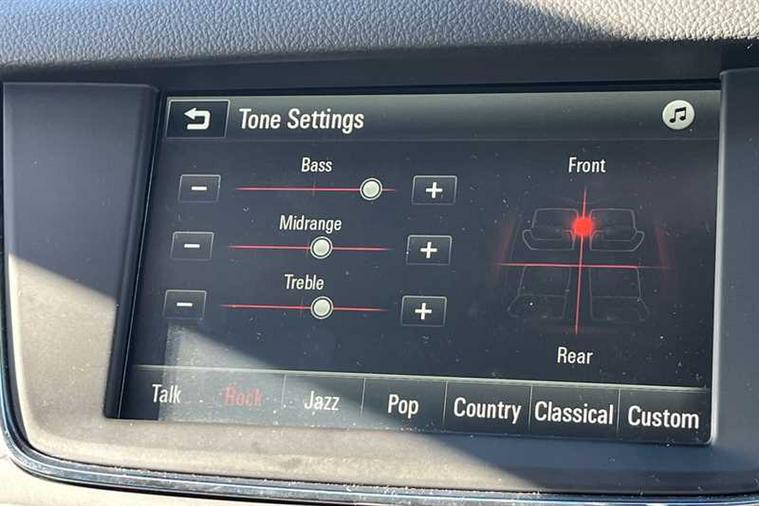 Tone Settings
Bass
Front
Midrange
Treble
Rear
Talk Rock Jazz Pop Country Classical Custom